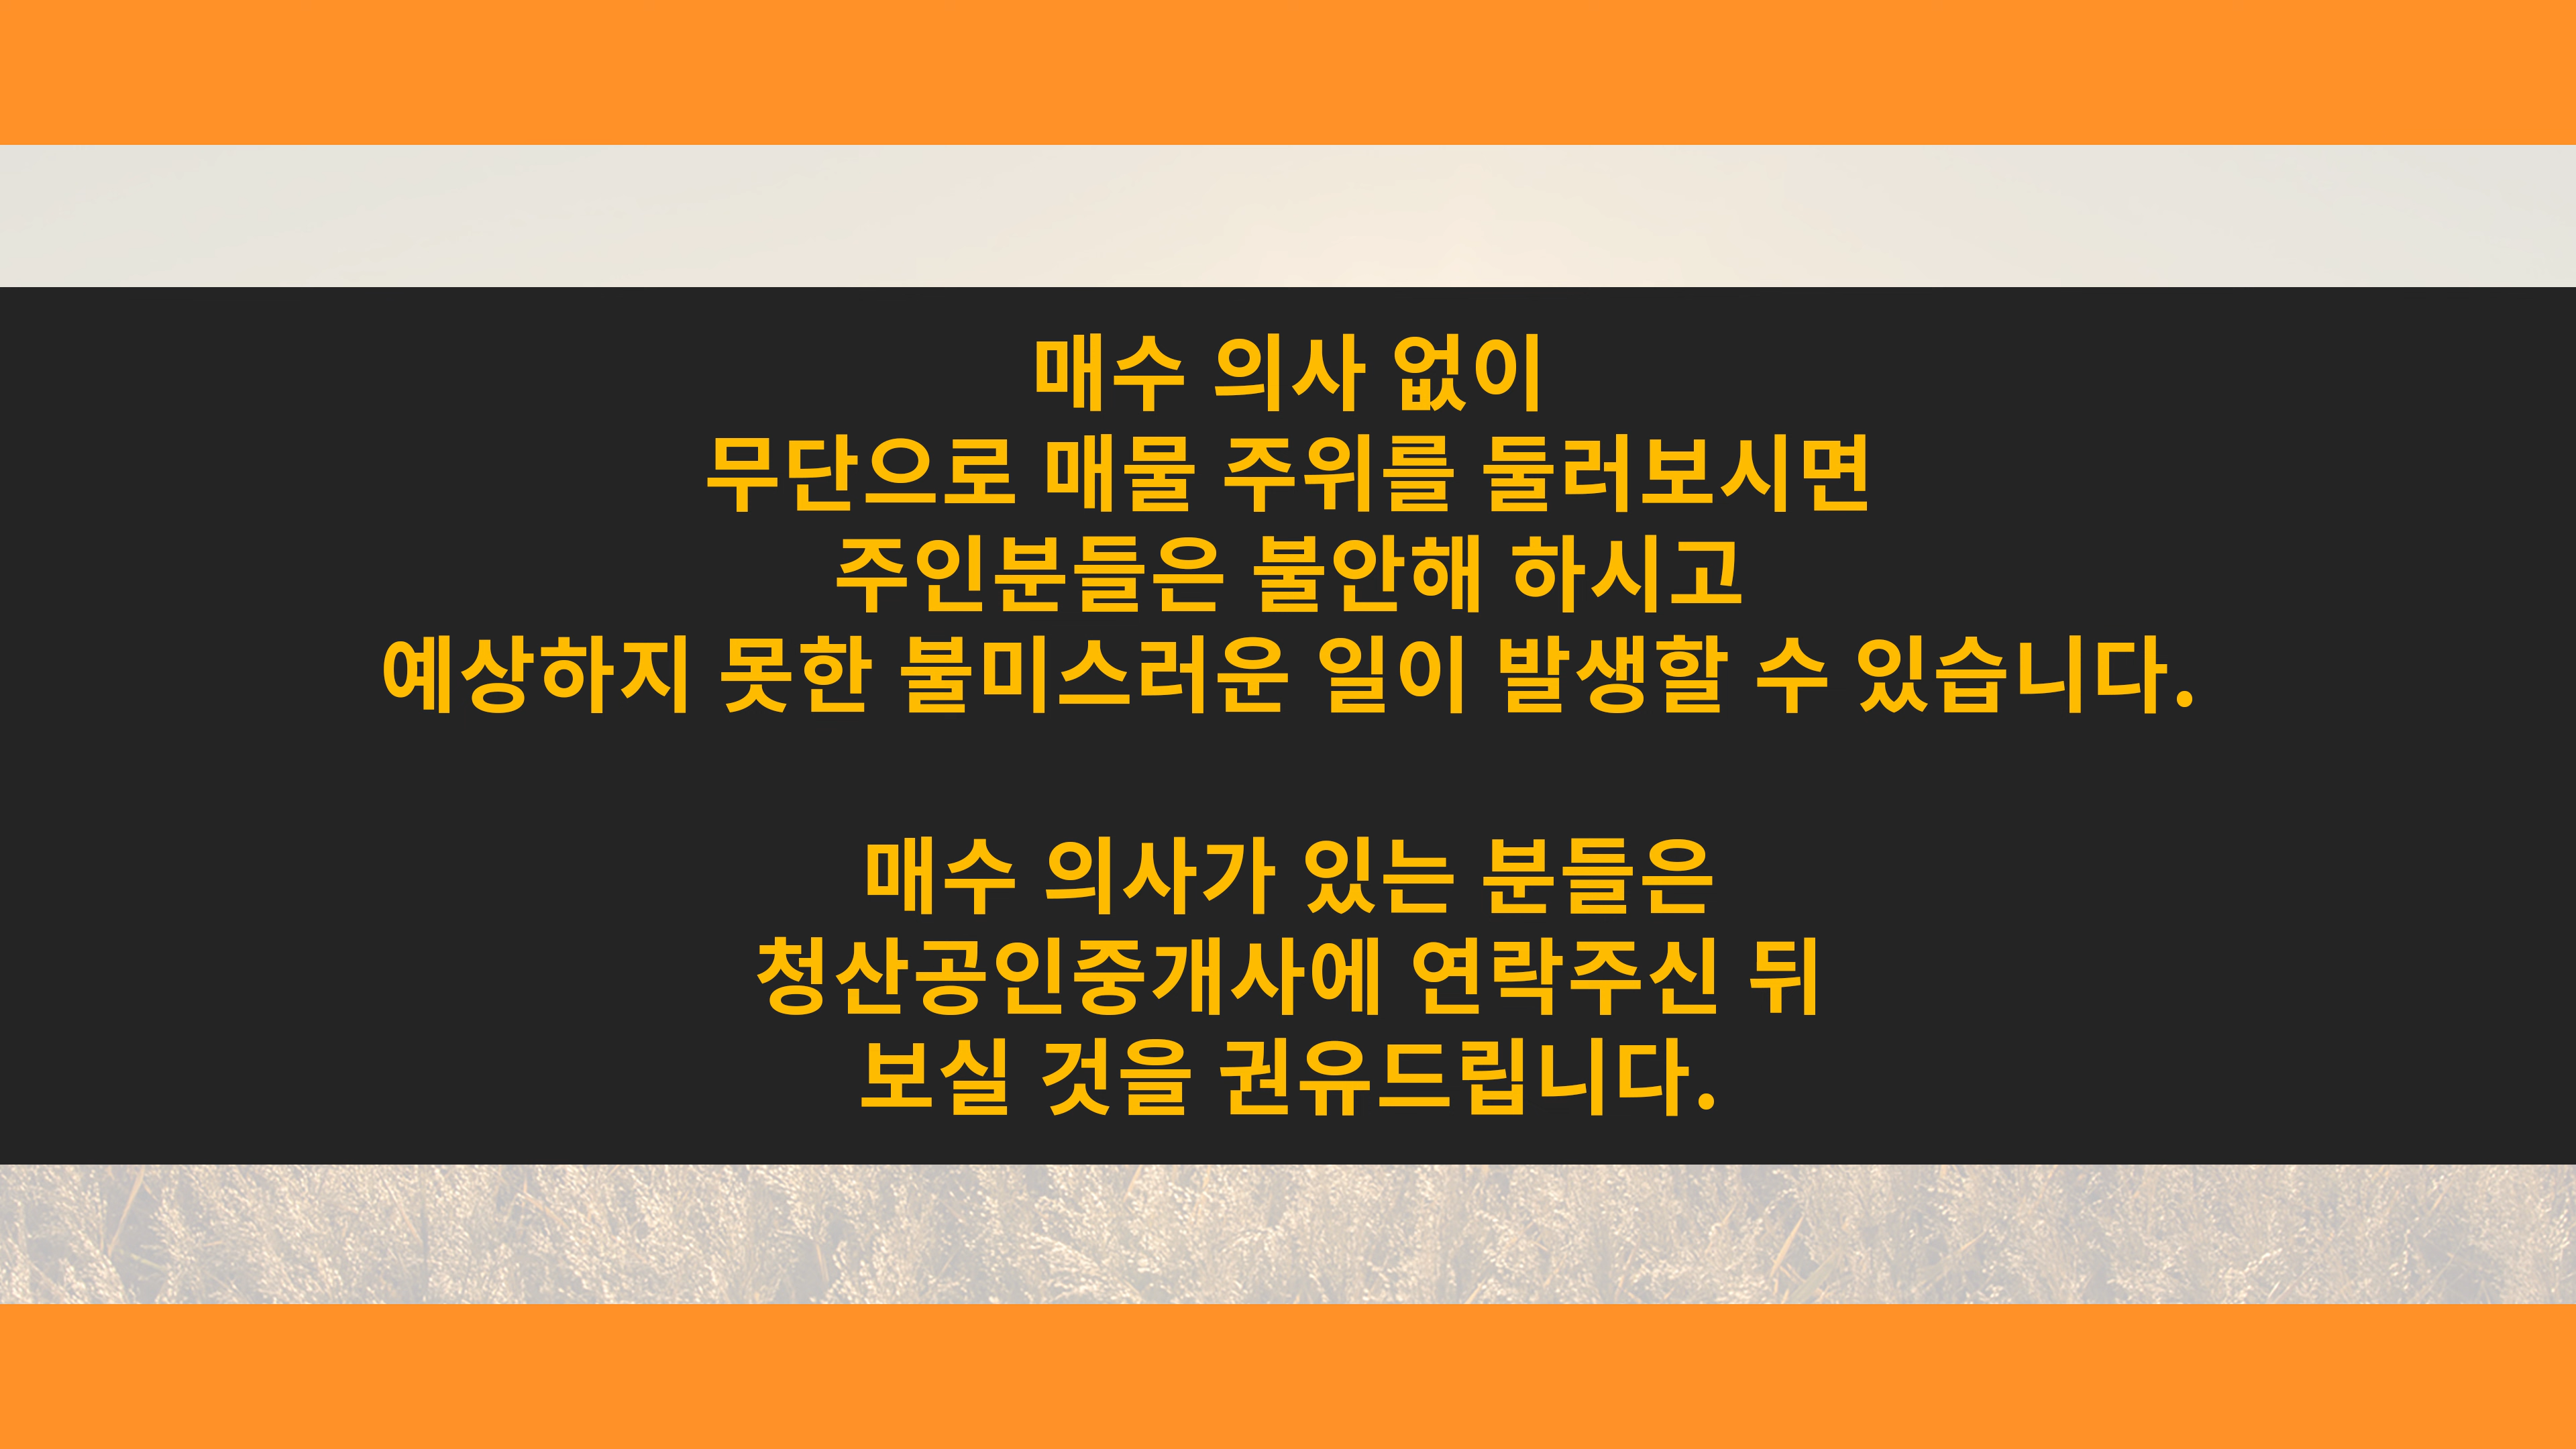 매수 의사 없이
무단으로 매물 주위를 둘러보시면
주인분들은 불안해 하시고
예상하지 못한 불미스러운 일이 발생할 수 있습니다.
매수 의사가 있는 분들은
청산공인중개사에 연락주신 뒤
보실 것을 권유드립니다.